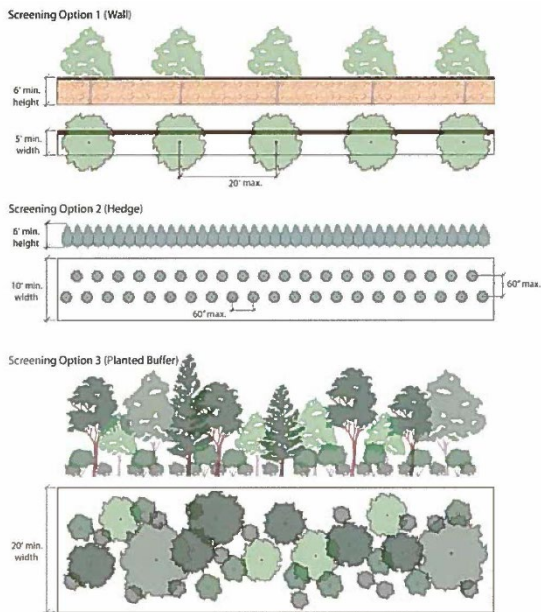 Screening Option 1 (Wall)
6' min.
height
5' min.
width
20' max.
Screening Option 2 (Hedge)
6' min.
height
10' min.
width
60" max.
60" max.
Screening Option 3 (Planted Buffer)
20' min.
width